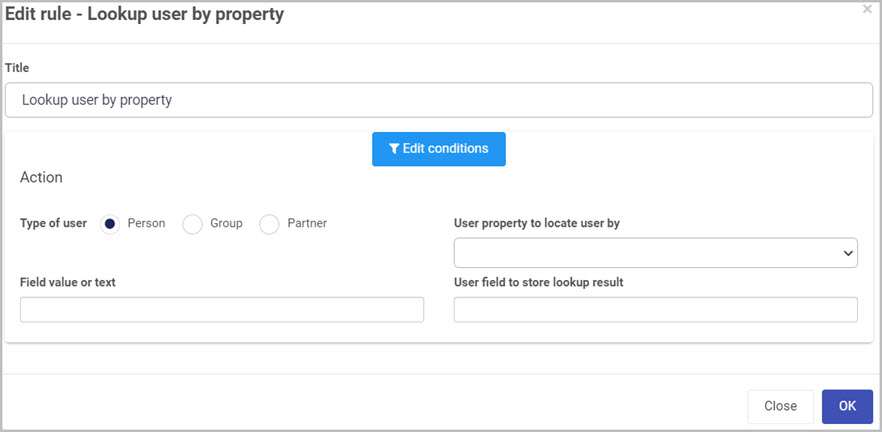 Edit rule - Lookup user by property
×
Title
Lookup user by property
Edit conditions
Action
Type of user Person Group Partner
User property to locate user by
Field value or text
User field to store lookup result
Close OK